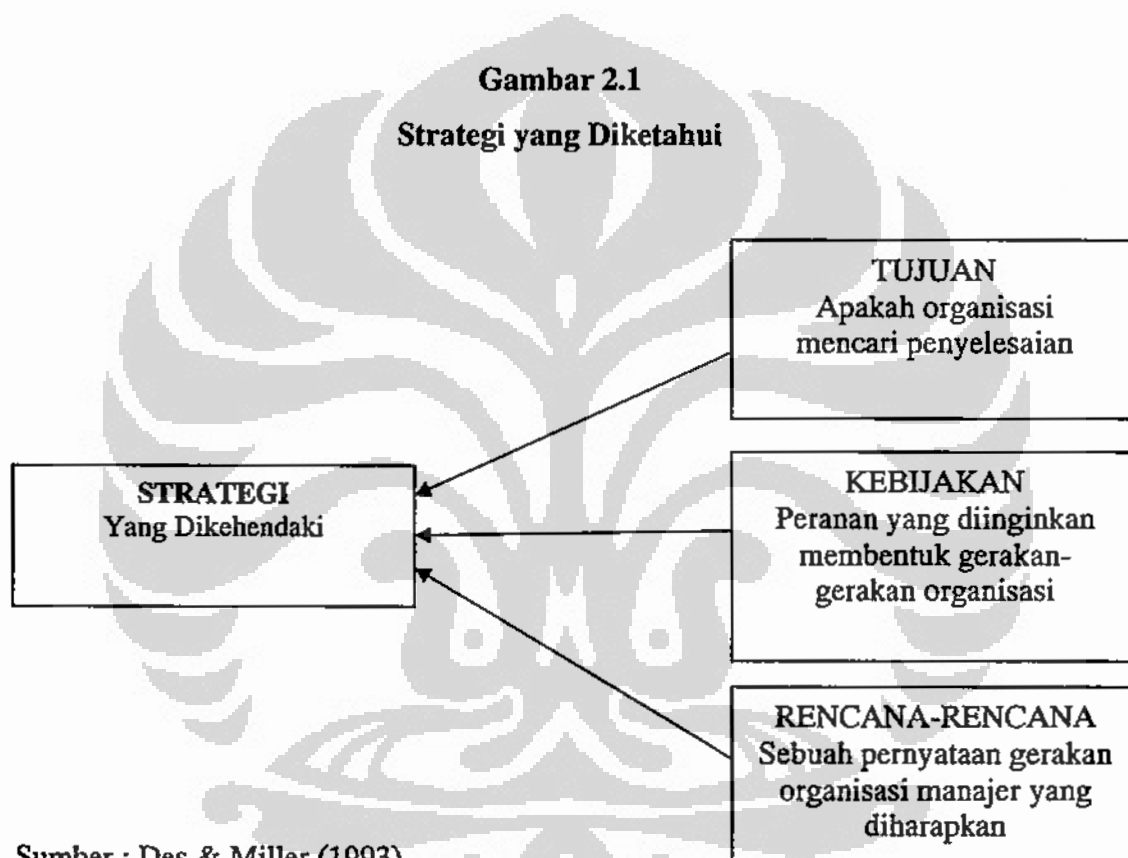 Gambar 2.1
Strategi yang Diketahui
TUJUAN
Apakah organisasi
mencari penyelesaian
STRATEGI
Yang Dikehendaki
KEBIJAKAN
Peranan yang diinginkan
membentuk gerakan-
gerakan organisasi
RENCANA-RENCANA
Sebuah pernyataan gerakan
organisasi manajer yang
diharapkan
Sumber : Des & Miller (1993)